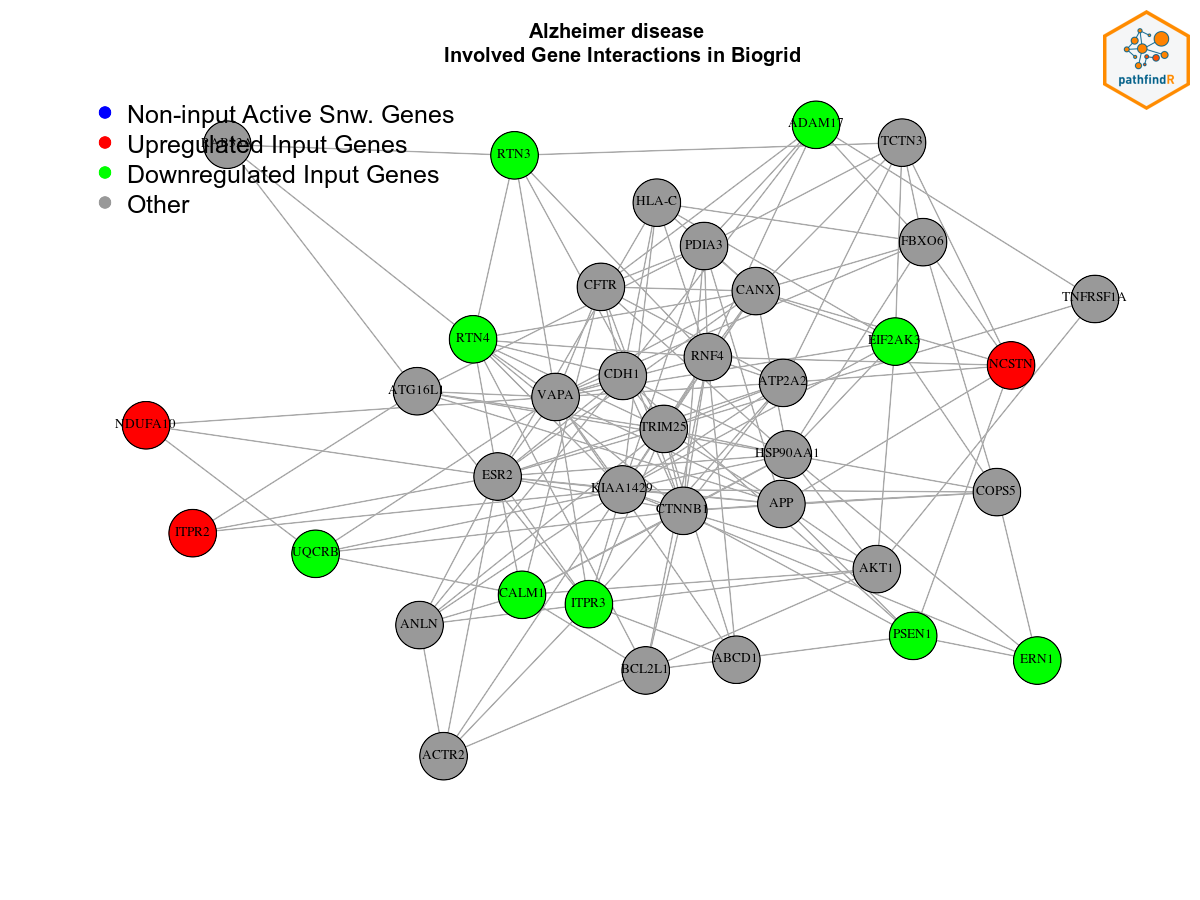 Alzheimer disease
Involved Gene Interactions in Biogrid
pathfindR
Non-input Active Snw. Genes
Upregulated Input Genes
Downregulated Input Genes
Other
ADAM17
TCTN3
RTN3
HLA-C
PDIA3
FBXO6
CFTR
CANX
TNFRSF1A
RTN4
EIF2AK3
RNF4
NCSTN
CDH1
ATP2A2
ATG16L1
VAPA
NDUFA10
TRIM25
HSP90AA1
ESR2
KIAA1429
COPS5
APP
CTNNB1
ITPR2
UQCRB
AKT1
CALM1
ITPR3
ANLN
PSEN1
ABCD1
ERN1
BCL2L1
ACTR2